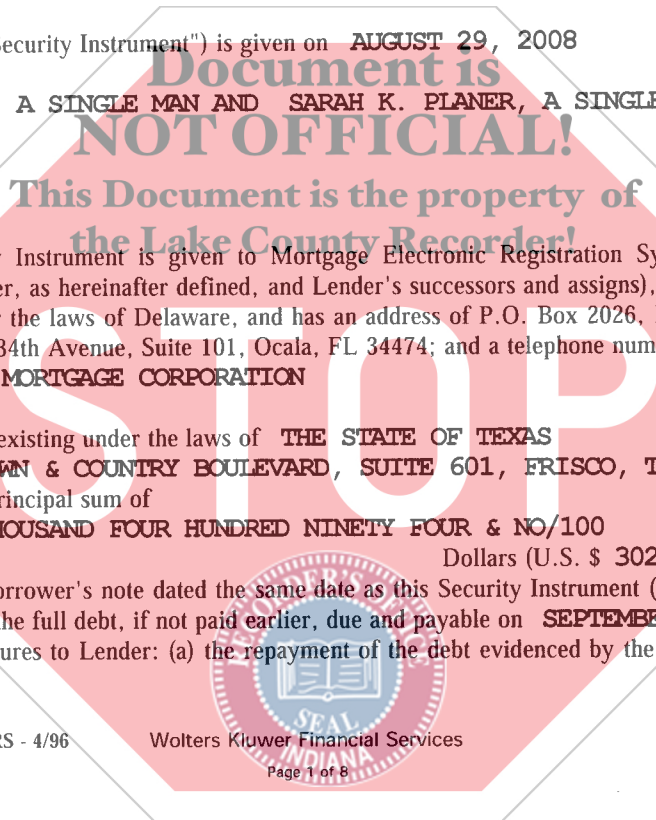 ecurity Instrument") is given on AUGUST 29, 2008
Document is
A SINGLE MAN AND SARAH K. PLANER, A SINGLE
NOT OFFICIAL!
This Document is the property of
the Lake County Recorder!
Instrument is given to Mortgage Electronic Registration Sy
er, as hereinafter defined, and Lender's successors and assigns),
the laws of Delaware, and has an address of P.O. Box 2026,
34th Avenue, Suite 101, Ocala, FL 34474; and a telephone num
MORTGAGE CORPORATION
STOP
existing under the laws of THE STATE OF TEXAS
WN & COUNTRY BOULEVARD, SUITE 601, FRISCO, T
rincipal sum of
HOUSAND FOUR HUNDRED NINETY FOUR & NO/100
Dollars (U.S. $ 302
orrower's note dated the same date as this Security Instrument (
he full debt, if not paid earlier, due and payable on SEPTEMBE
ures to Lender: (a) the repayment of the debt evidenced by the
SEAL
INDIANA
RS - 4/96 Wolters Kluwer Financial Services
Page 1 of 8